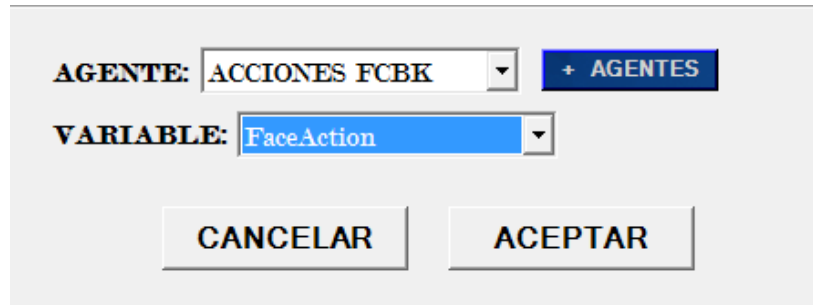 AGENTE: ACCIONES FCBK + AGENTES
VARIABLE: FaceAction
CANCELAR ACEPTAR